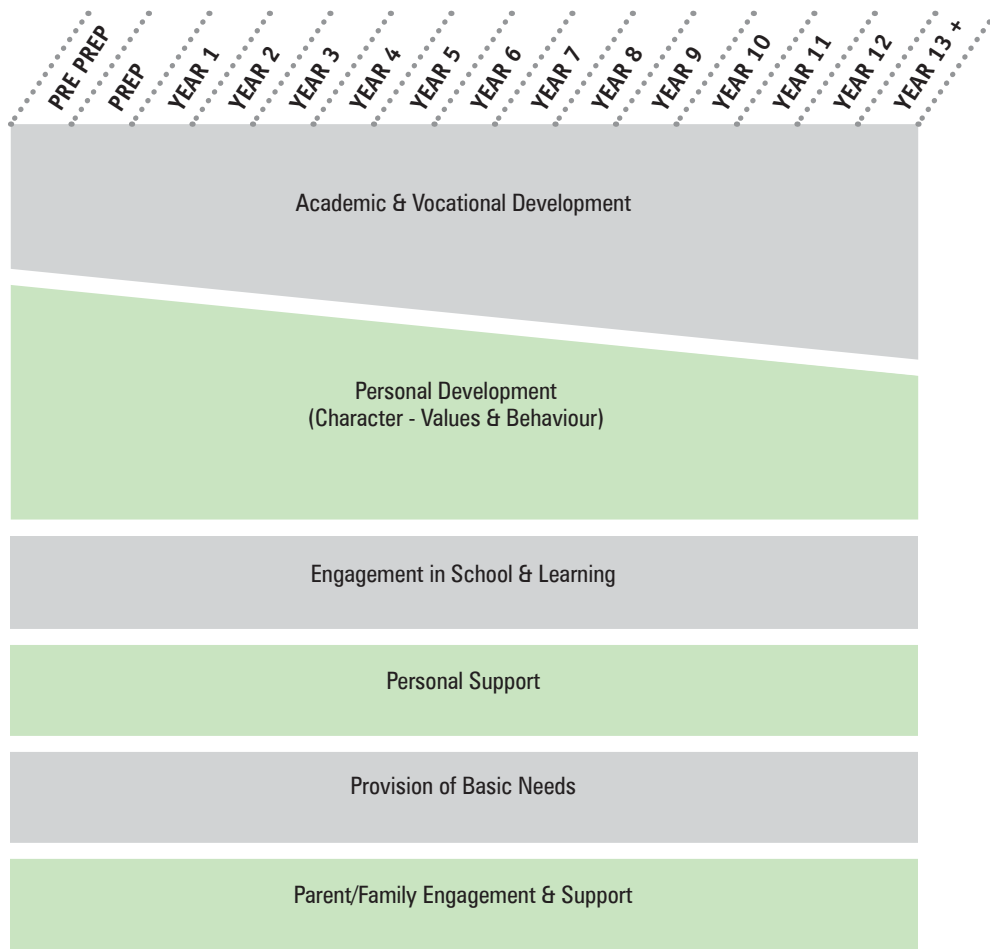 PRE PREP
PREP
YEAR 1
YEAR 2
YEAR 3
YEAR 4
YEAR 5
YEAR 6
YEAR 7
YEAR 8
YEAR 9
YEAR 10
YEAR 11
YEAR 12
YEAR 13 +
Academic & Vocational Development
Personal Development
(Character - Values & Behaviour)
Engagement in School & Learning
Personal Support
Provision of Basic Needs
Parent/Family Engagement & Support